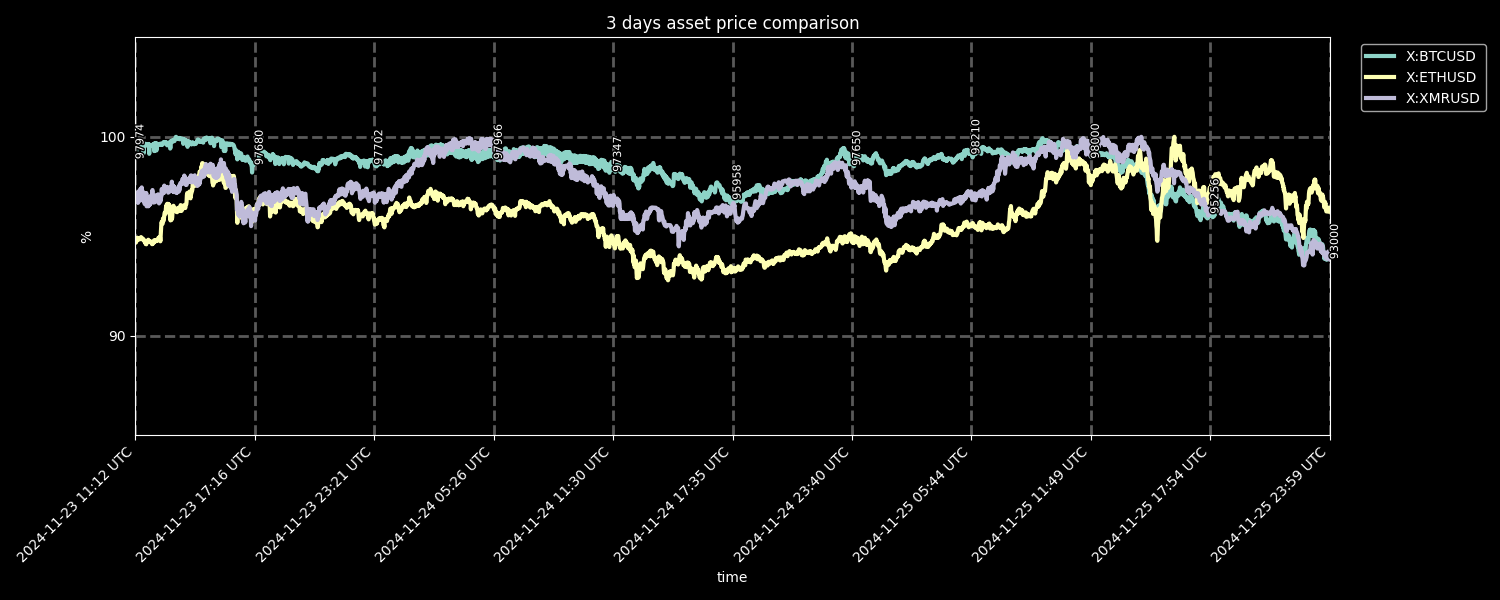 3 days asset price comparison
X:BTCUSD
X:ETHUSD
X:XMRUSD
100
90
%
97680
97702
97966
97347
95958
97650
98210
98000
95256
93000
2024-11-23 11:12 UTC
2024-11-23 17:16 UTC
2024-11-23 23:21 UTC
2024-11-24 05:26 UTC
2024-11-24 11:30 UTC
2024-11-24 17:35 UTC
2024-11-24 23:40 UTC
2024-11-25 05:44 UTC
2024-11-25 11:49 UTC
2024-11-25 17:54 UTC
2024-11-25 23:59 UTC
time